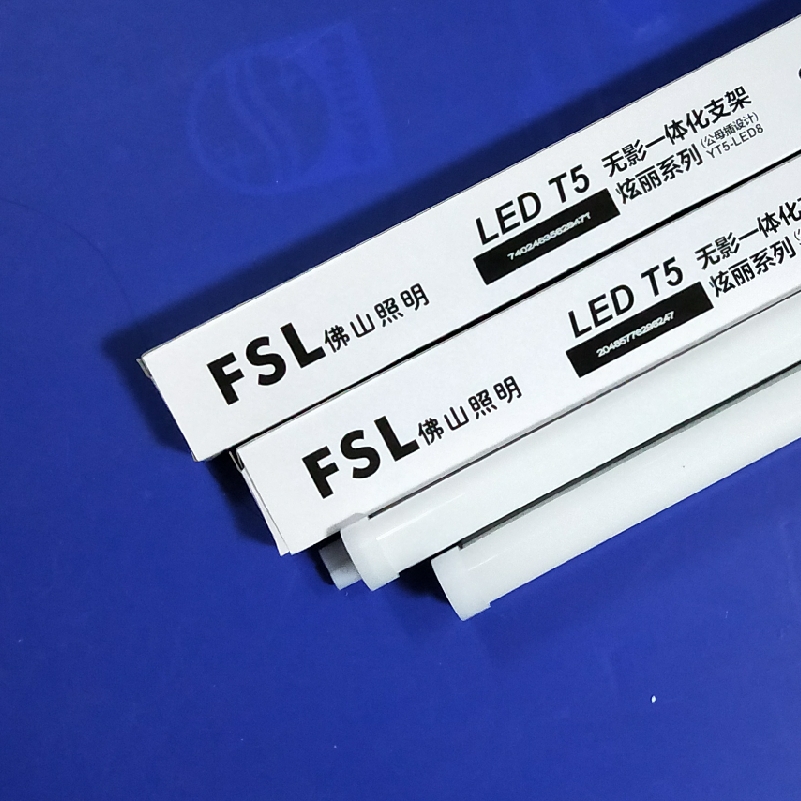 FSL佛山照明
LED T5
无影一体化支架
炫丽系列
(公母插设计)
YT5-LED8
FSL佛山照明
LED T5
无影一体化支
炫丽系列